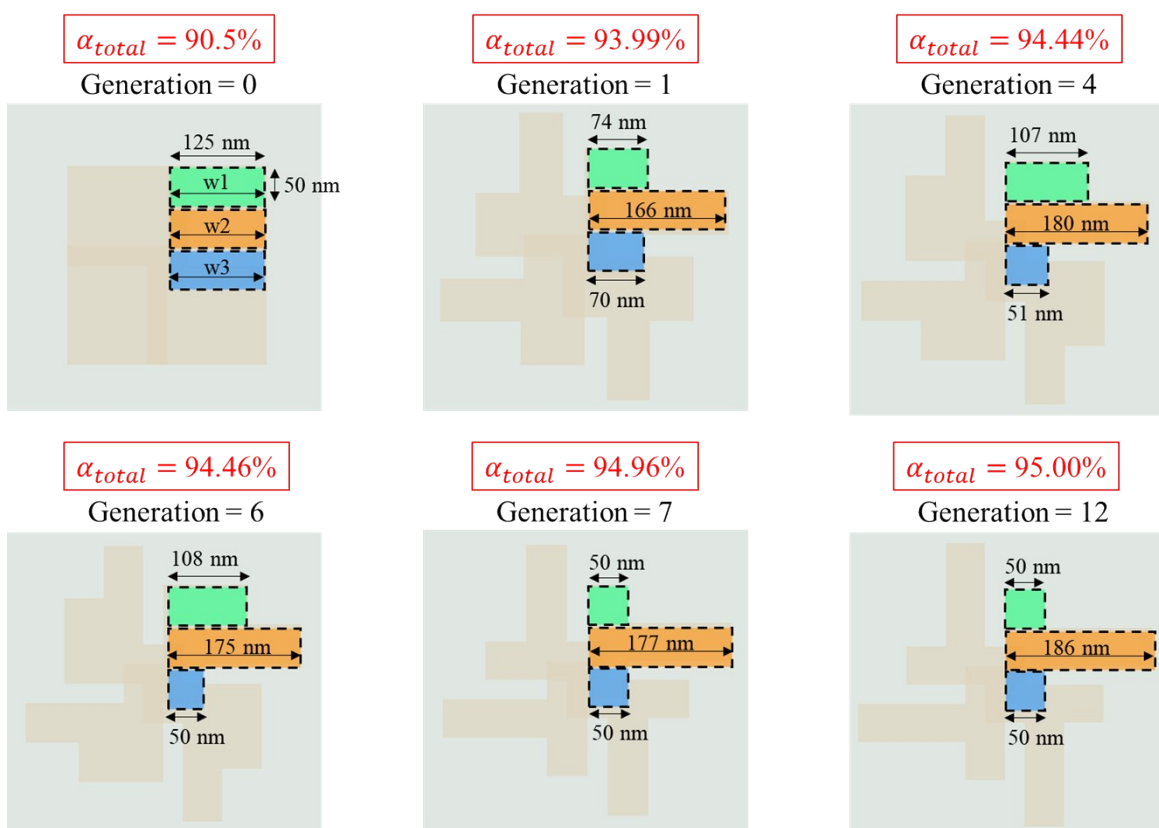 α_total = 90.5%
Generation = 0
125 nm
w1
50 nm
w2
w3
α_total = 93.99%
Generation = 1
74 nm
166 nm
70 nm
α_total = 94.44%
Generation = 4
107 nm
180 nm
51 nm
α_total = 94.46%
Generation = 6
108 nm
175 nm
50 nm
α_total = 94.96%
Generation = 7
50 nm
177 nm
50 nm
α_total = 95.00%
Generation = 12
50 nm
186 nm
50 nm